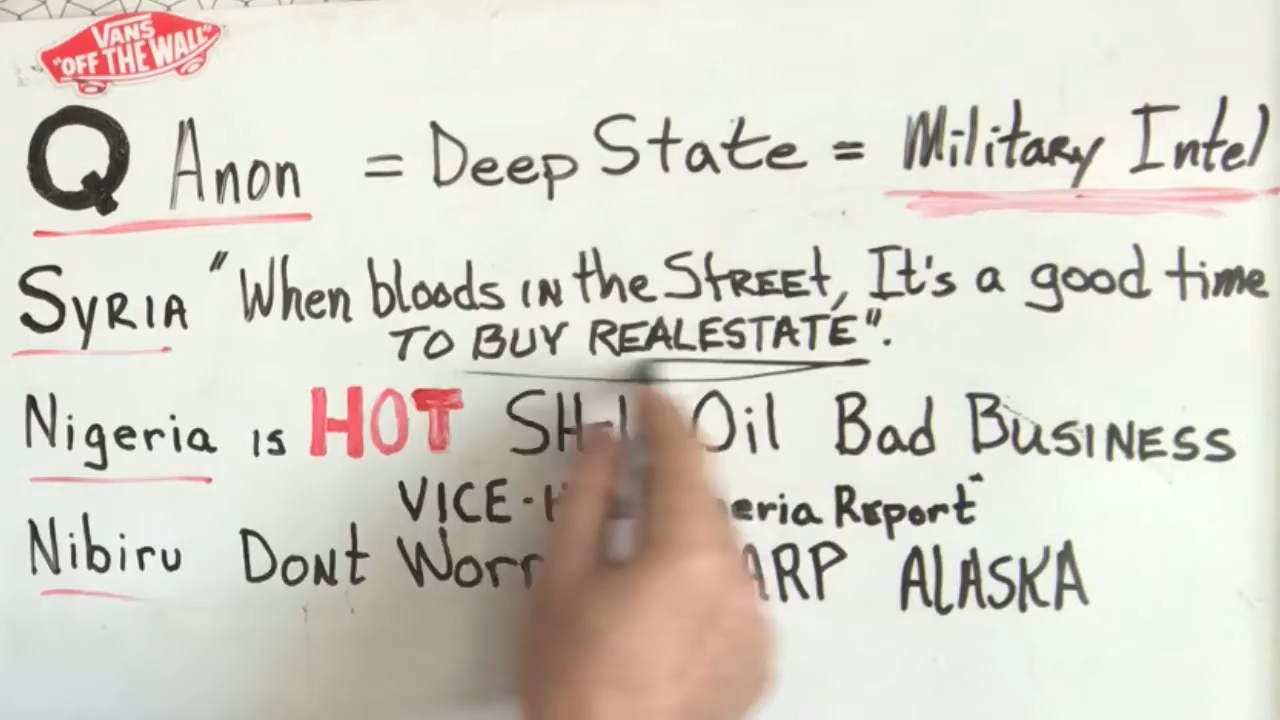 VANS
"OFF THE WALL"
Q Anon = Deep State = Military Intel
SYRIA "When bloods IN the STREET, It's a good time
TO BUY REALESTATE".
Nigeria is HOT Oil Bad BUSINESS
Report"
Nibiru Dont ALASKA